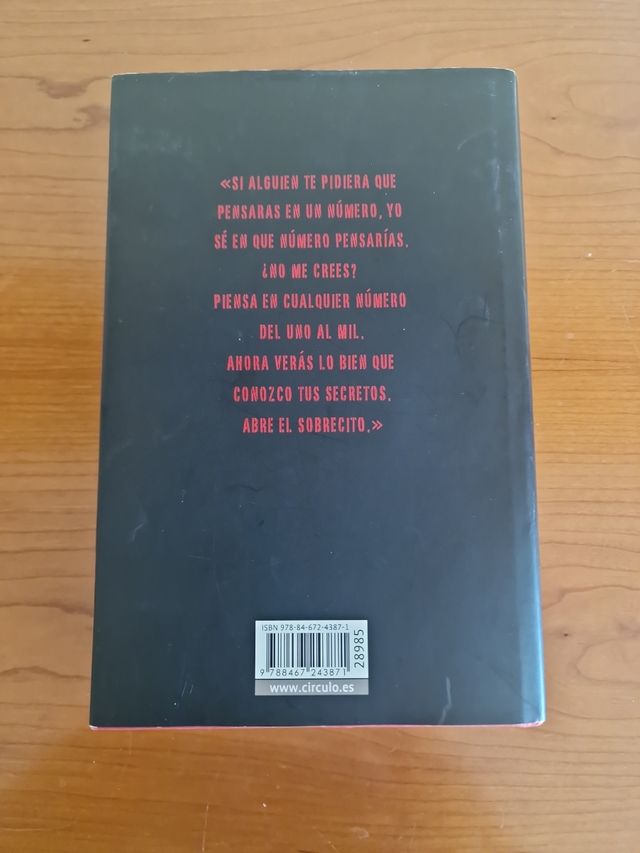 «SI ALGUIEN TE PIDIERA QUE
PENSARAS EN UN NÚMERO, YO
SÉ EN QUE NÚMERO PENSARÍAS.
¿NO ME CREES?
PIENSA EN CUALQUIER NÚMERO
DEL UNO AL MIL.
AHORA VERÁS LO BIEN QUE
CONOZCO TUS SECRETOS.
ABRE EL SOBRECITO.»
ISBN 978-84-672-4387-1
28985
9 788467 243871
www.circulo.es